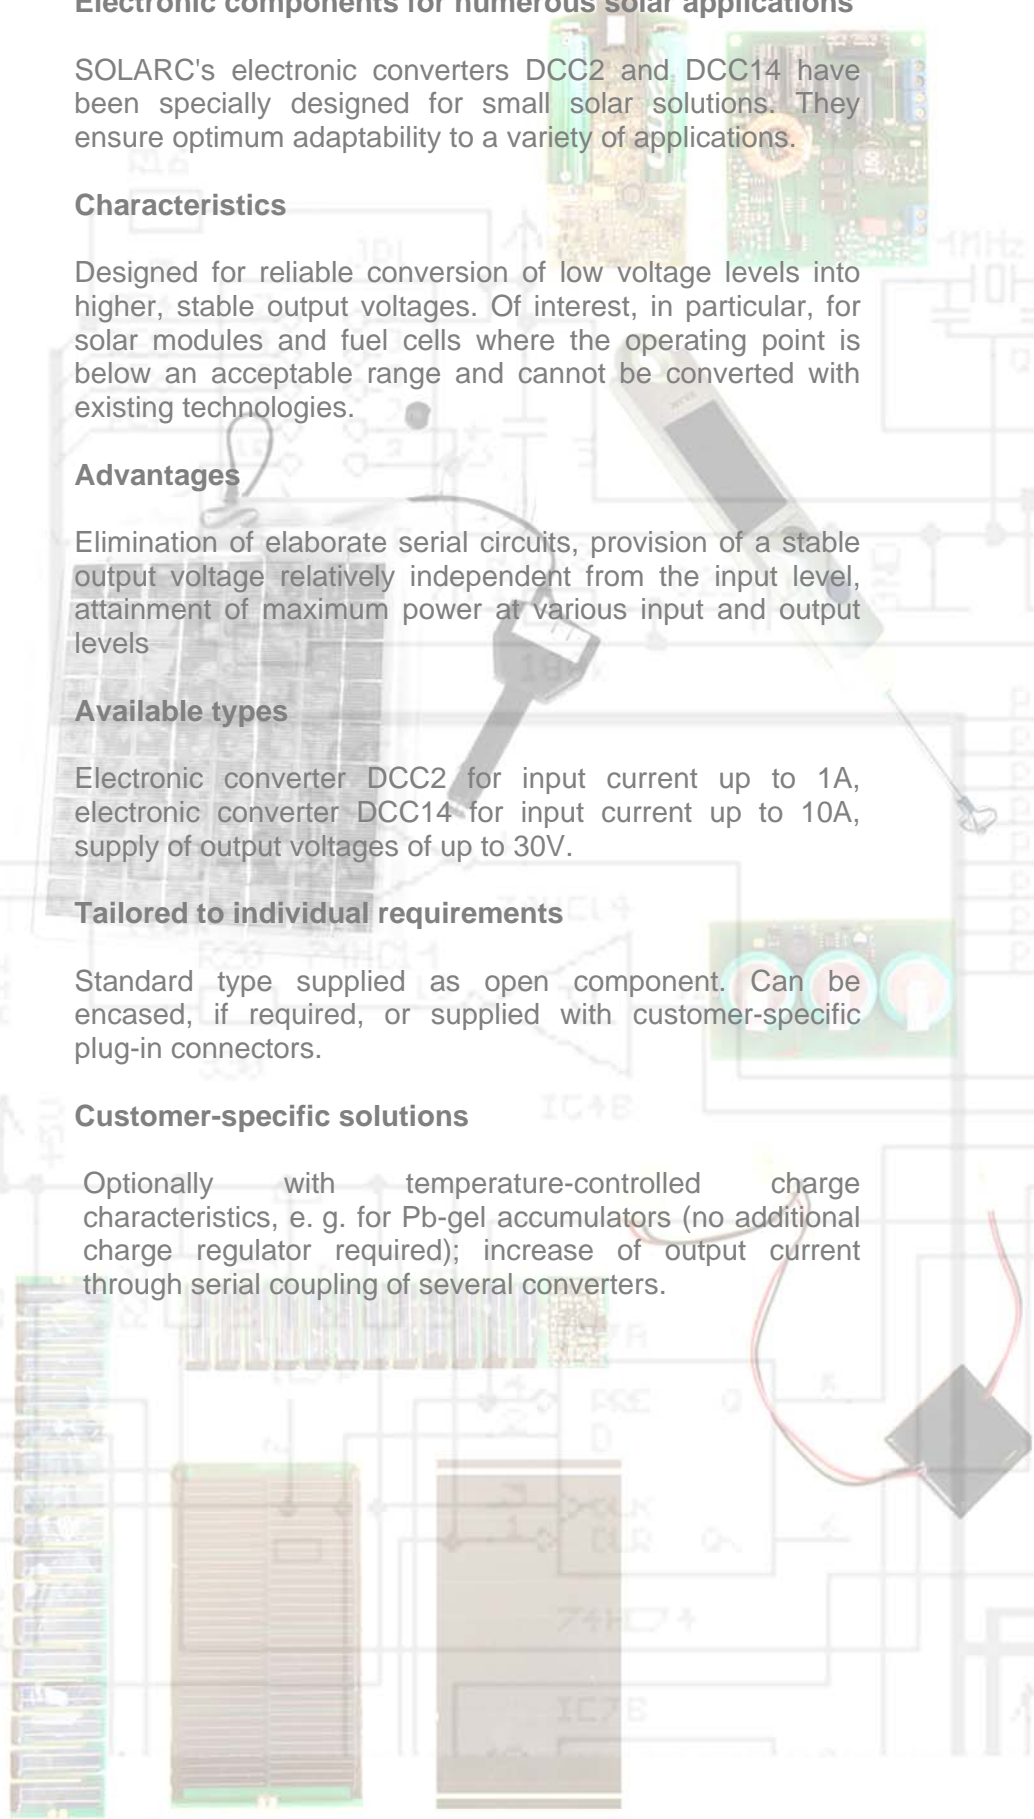 Electronic components for numerous solar applications
SOLARC's electronic converters DCC2 and DCC14 have
been specially designed for small solar solutions. They
ensure optimum adaptability to a variety of applications.
Characteristics
Designed for reliable conversion of low voltage levels into
higher, stable output voltages. Of interest, in particular, for
solar modules and fuel cells where the operating point is
below an acceptable range and cannot be converted with
existing technologies.
Advantages
Elimination of elaborate serial circuits, provision of a stable
output voltage relatively independent from the input level,
attainment of maximum power at various input and output
levels
Available types
Electronic converter DCC2 for input current up to 1A,
electronic converter DCC14 for input current up to 10A,
supply of output voltages of up to 30V.
Tailored to individual requirements
Standard type supplied as open component. Can be
encased, if required, or supplied with customer-specific
plug-in connectors.
Customer-specific solutions
Optionally with temperature-controlled charge
characteristics, e. g. for Pb-gel accumulators (no additional
charge regulator required); increase of output current
through serial coupling of several converters.
R16
JP1
1MHz
IC4B
PRE
Q
D
CLK
74HC74
IC7B